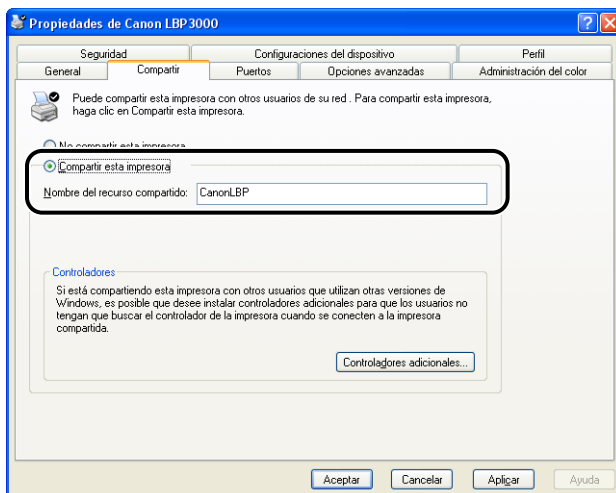 Propiedades de Canon LBP3000
Seguridad Configuraciones del dispositivo Perfil
General Compartir Puertos Opciones avanzadas Administración del color
Puede compartir esta impresora con otros usuarios de su red . Para compartir esta impresora,
haga clic en Compartir esta impresora.
No compartir esta impresora
Compartir esta impresora
Nombre del recurso compartido: CanonLBP
Controladores
Si está compartiendo esta impresora con otros usuarios que utilizan otras versiones de
Windows, es posible que desee instalar controladores adicionales para que los usuarios no
tengan que buscar el controlador de la impresora cuando se conecten a la impresora
compartida.
Controladores adicionales...
Aceptar Cancelar Aplicar Ayuda